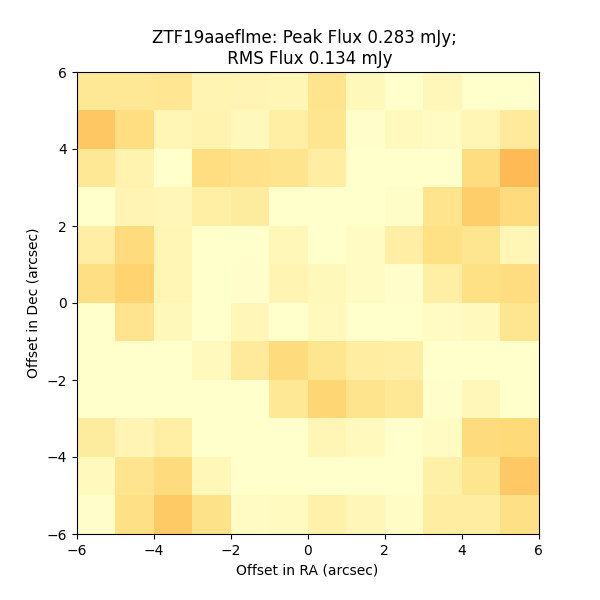 ZTF19aaeflme: Peak Flux 0.283 mJy;
RMS Flux 0.134 mJy
6
4
2
0
−2
−4
−6
Offset in Dec (arcsec)
−6 −4 −2 0 2 4 6
Offset in RA (arcsec)